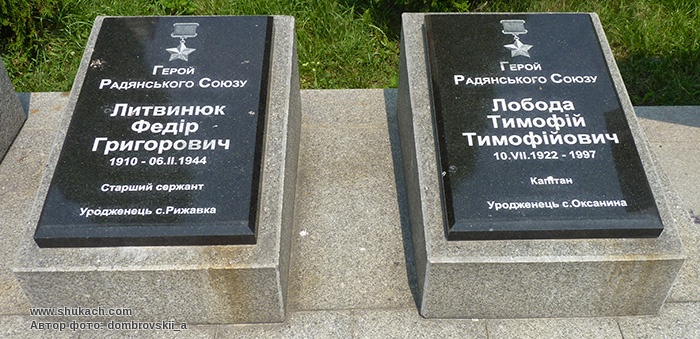 Герой
Радянського Союзу
Литвинюк
Федір
Григорович
1910 - 06.II.1944
Старший сержант
Уродженець с.Рижавка
Герой
Радянського Союзу
Лобода
Тимофій
Тимофійович
10.VII.1922 - 1997
Капітан
Уродженець с.Оксанина
www.shukach.com
Автор фото: dombrovskii_a